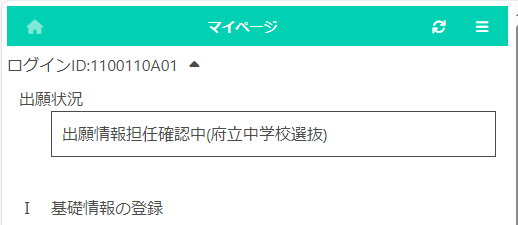 マイページ
ログインID:1100110A01
出願状況
出願情報担任確認中(府立中学校選抜)
Ⅰ 基礎情報の登録